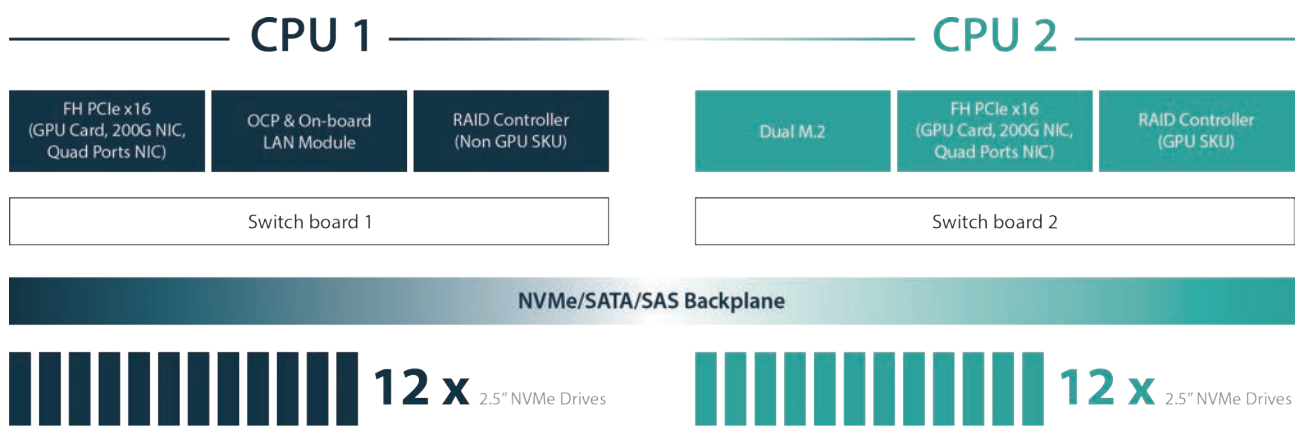 CPU 1
CPU 2
FH PCIe x16
(GPU Card, 200G NIC,
Quad Ports NIC)
OCP & On-board
LAN Module
RAID Controller
(Non GPU SKU)
Dual M.2
FH PCIe x16
(GPU Card, 200G NIC,
Quad Ports NIC)
RAID Controller
(GPU SKU)
Switch board 1
Switch board 2
NVMe/SATA/SAS Backplane
12 x 2.5" NVMe Drives
12 x 2.5" NVMe Drives